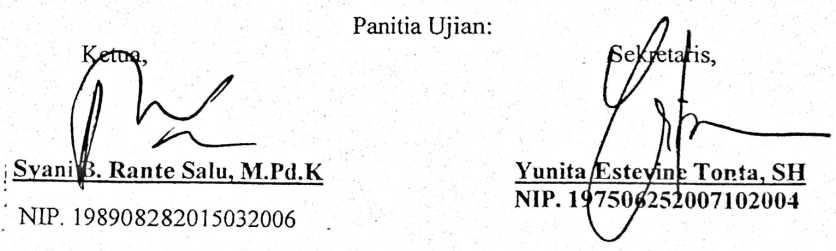 Panitia Ujian:
Ketua,
Sekretaris,
Syani B. Rante Salu, M.Pd.K
Yunita Estevine Tonta, SH
NIP. 198908282015032006
NIP. 197506252007102004